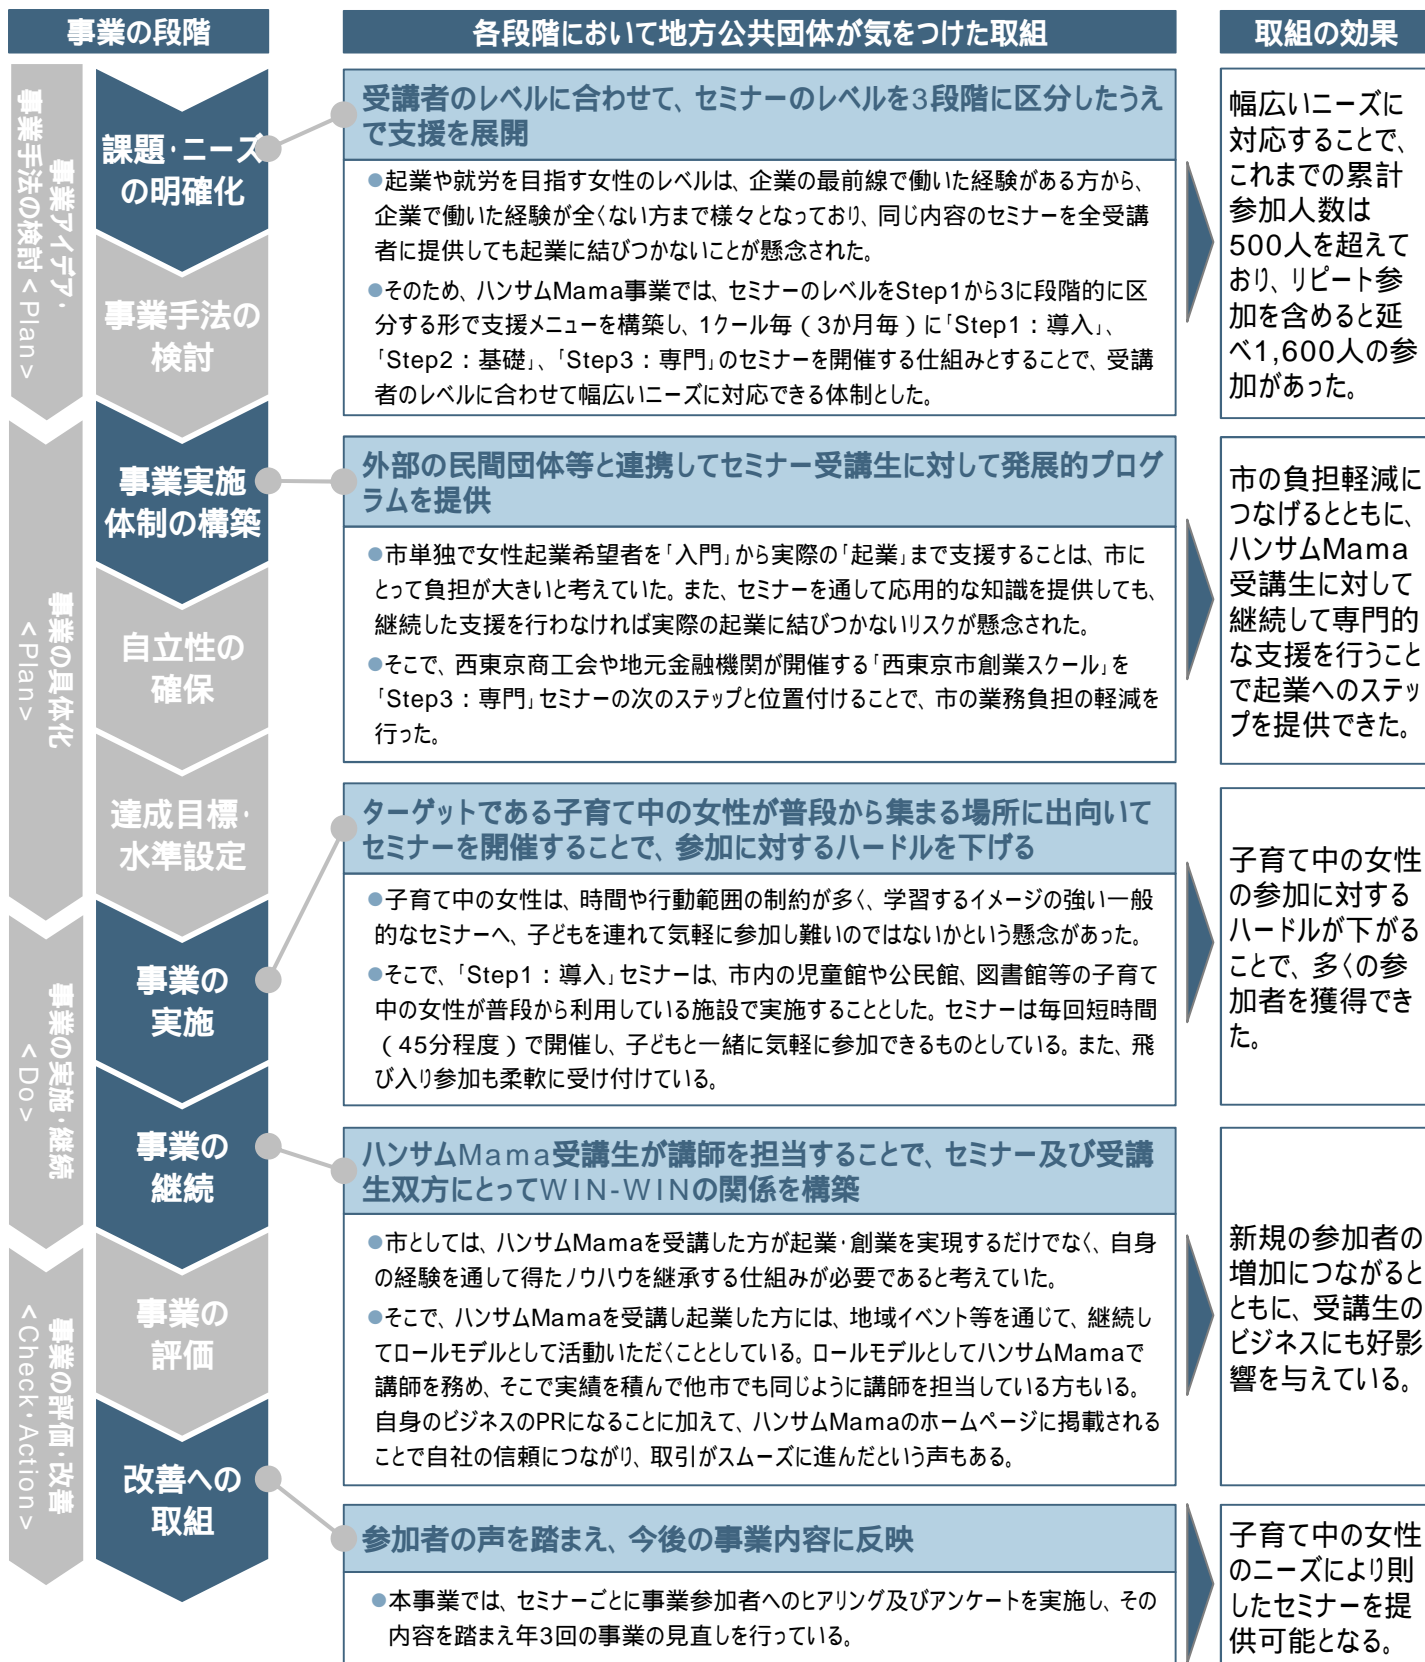 事業の段階
各段階において地方公共団体が気をつけた取組
取組の効果
事業アイデア・
事業手法の検討<Plan>
課題・ニーズ
の明確化
事業手法の
検討
受講者のレベルに合わせて、セミナーのレベルを3段階に区分したうえ
で支援を展開
●起業や就労を目指す女性のレベルは、企業の最前線で働いた経験がある方から、
企業で働いた経験が全くない方まで様々となっており、同じ内容のセミナーを全受講
者に提供しても起業に結びつかないことが懸念された。
●そのため、ハンサムMama事業では、セミナーのレベルをStep1から3に段階的に区
分する形で支援メニューを構築し、1クール毎(3か月毎)に「Step1:導入」、
「Step2:基礎」、「Step3:専門」のセミナーを開催する仕組みとすることで、受講
者のレベルに合わせて幅広いニーズに対応できる体制とした。
幅広いニーズに
対応することで、
これまでの累計
参加人数は
500人を超えて
おり、リピート参
加を含めると延
べ1,600人の参
加があった。
事業の具体化
<Plan>
事業実施
体制の構築
自立性の
確保
達成目標・
水準設定
外部の民間団体等と連携してセミナー受講生に対して発展的プログ
ラムを提供
●市単独で女性起業希望者を「入門」から実際の「起業」まで支援することは、市に
とって負担が大きいと考えていた。また、セミナーを通して応用的な知識を提供しても、
継続した支援を行わなければ実際の起業に結びつかないリスクが懸念された。
●そこで、西東京商工会や地元金融機関が開催する「西東京市創業スクール」を
「Step3:専門」セミナーの次のステップと位置付けることで、市の業務負担の軽減を
行った。
市の負担軽減に
つなげるとともに、
ハンサムMama
受講生に対して
継続して専門的
な支援を行うこと
で起業へのステッ
プを提供できた。
ターゲットである子育て中の女性が普段から集まる場所に出向いて
セミナーを開催することで、参加に対するハードルを下げる
●子育て中の女性は、時間や行動範囲の制約が多く、学習するイメージの強い一般
的なセミナーへ、子どもを連れて気軽に参加し難いのではないかという懸念があった。
●そこで、「Step1:導入」セミナーは、市内の児童館や公民館、図書館等の子育て
中の女性が普段から利用している施設で実施することとした。セミナーは毎回短時間
(45分程度)で開催し、子どもと一緒に気軽に参加できるものとしている。また、飛
び入り参加も柔軟に受け付けている。
子育て中の女性
の参加に対する
ハードルが下がる
ことで、多くの参
加者を獲得でき
た。
事業の実施・継続
<Do>
事業の
実施
事業の
継続
ハンサムMama受講生が講師を担当することで、セミナー及び受講
生双方にとってWIN-WINの関係を構築
●市としては、ハンサムMamaを受講した方が起業・創業を実現するだけでなく、自身
の経験を通して得たノウハウを継承する仕組みが必要であると考えていた。
●そこで、ハンサムMamaを受講し起業した方には、地域イベント等を通じて、継続し
てロールモデルとして活動いただくこととしている。ロールモデルとしてハンサムMamaで
講師を務め、そこで実績を積んで他市でも同じように講師を担当している方もいる。
自身のビジネスのPRになることに加えて、ハンサムMamaのホームページに掲載される
ことで自社の信頼につながり、取引がスムーズに進んだという声もある。
新規の参加者の
増加につながると
ともに、受講生の
ビジネスにも好影
響を与えている。
事業の評価・改善
<Check・Action>
事業の
評価
改善への
取組
参加者の声を踏まえ、今後の事業内容に反映
●本事業では、セミナーごとに事業参加者へのヒアリング及びアンケートを実施し、その
内容を踏まえ年3回の事業の見直しを行っている。
子育て中の女性
のニーズにより則
したセミナーを提
供可能となる。